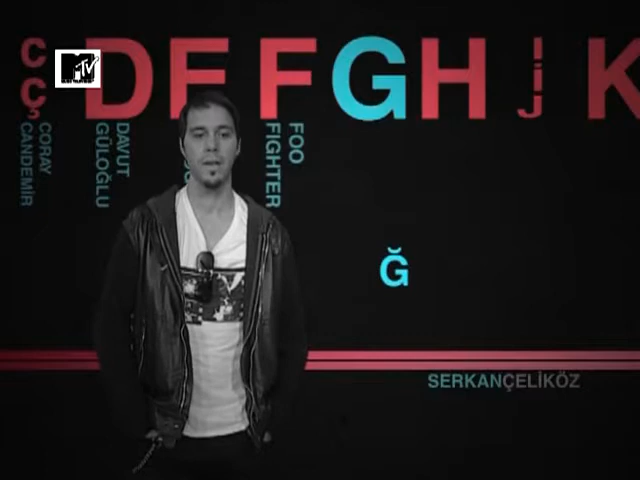 C Ç D E F G H I İ J K
MTV
CORAY
CANDEMİR
DAVUT
GÜLOĞLU
FOO
FIGHTER
Ğ
SERKANÇELİKÖZ